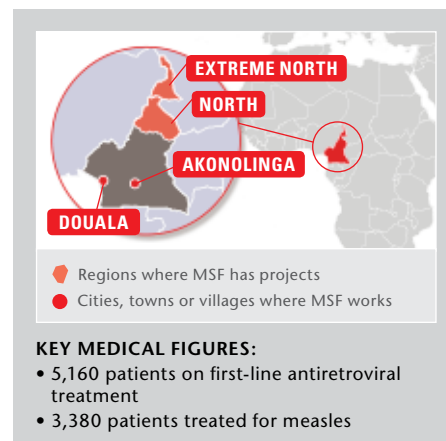 EXTREME NORTH
NORTH
AKONOLINGA
DOUALA
Regions where MSF has projects
Cities, towns or villages where MSF works
KEY MEDICAL FIGURES:
• 5,160 patients on first-line antiretroviral
treatment
• 3,380 patients treated for measles